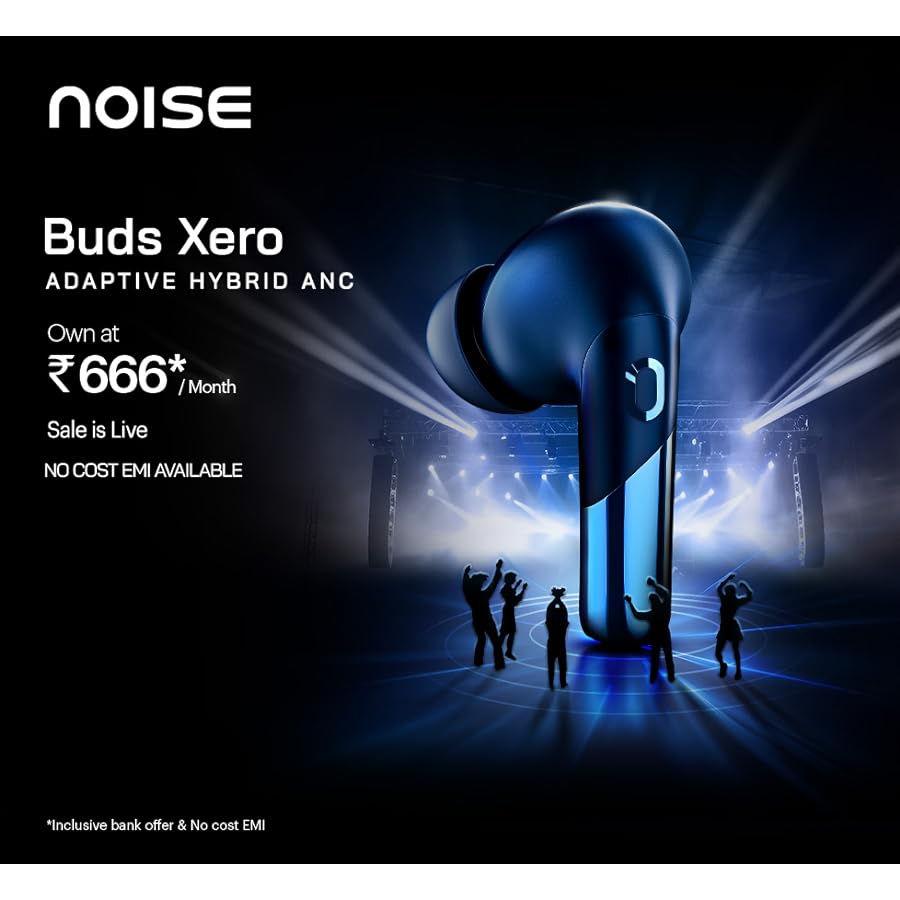 NOISE
Buds Xero
ADAPTIVE HYBRID ANC
Own at
₹666*/Month
Sale is Live
NO COST EMI AVAILABLE
*Inclusive bank offer & No cost EMI